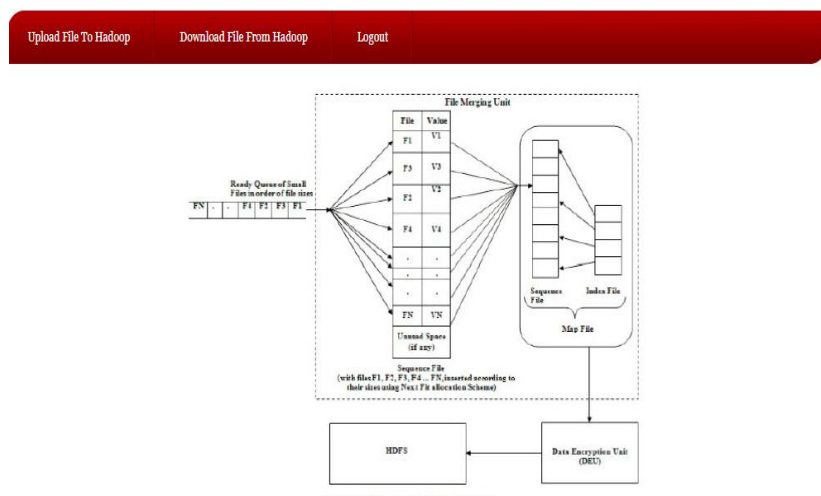 Upload File To Hadoop Download File From Hadoop Logout
File Merging Unit
File Value
F1 V1
F3 V3
F2 V2
F4 V4
. .
. .
. .
FN VN
Unused Space
(if any)
Ready Queue of Small
Files in order of file sizes
FN . . F4 F2 F3 F1
Sequence File
(with files F1, F2, F3, F4 ... FN, inserted according to
their sizes using Next Fit allocation Scheme)
Sequence
File
Index File
Map File
HDFS
Data Encryption Unit
(DEU)